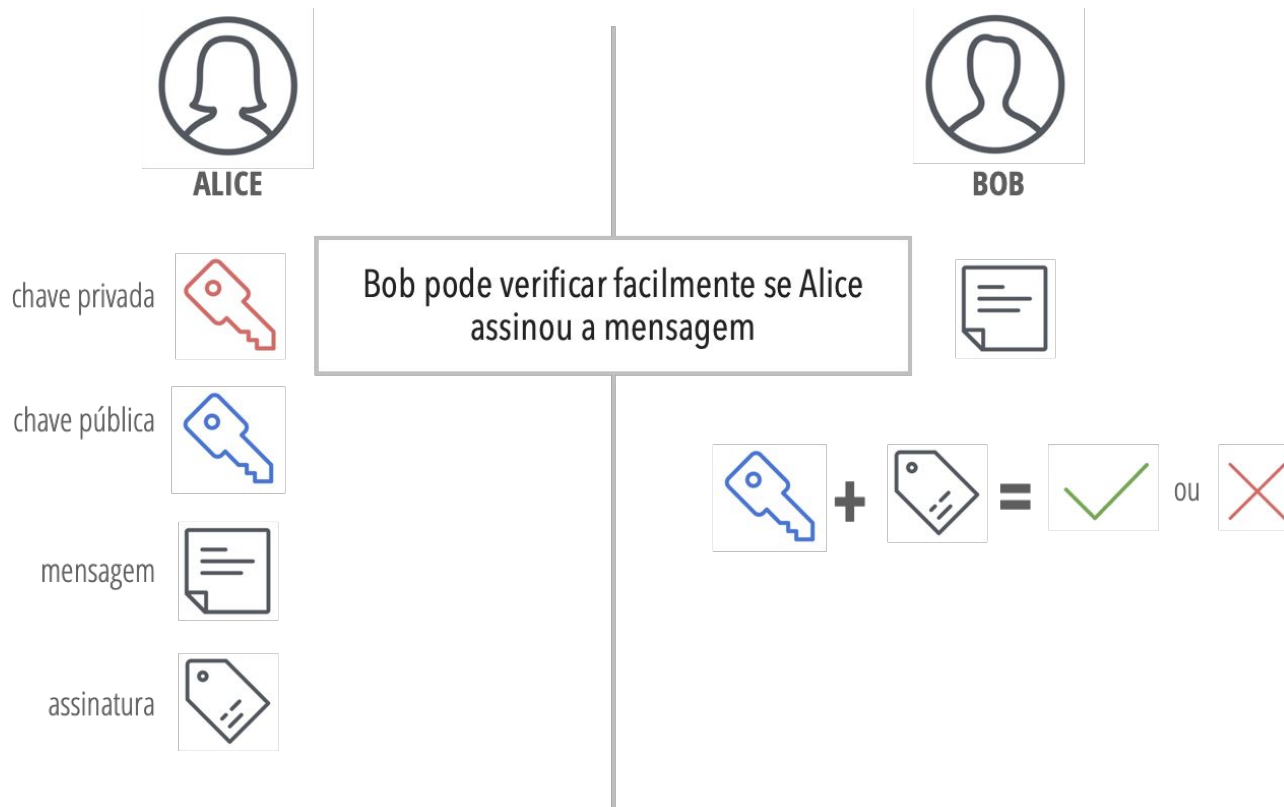 ALICE
BOB
Bob pode verificar facilmente se Alice
assinou a mensagem
chave privada
chave pública
mensagem
assinatura
+
=
ou